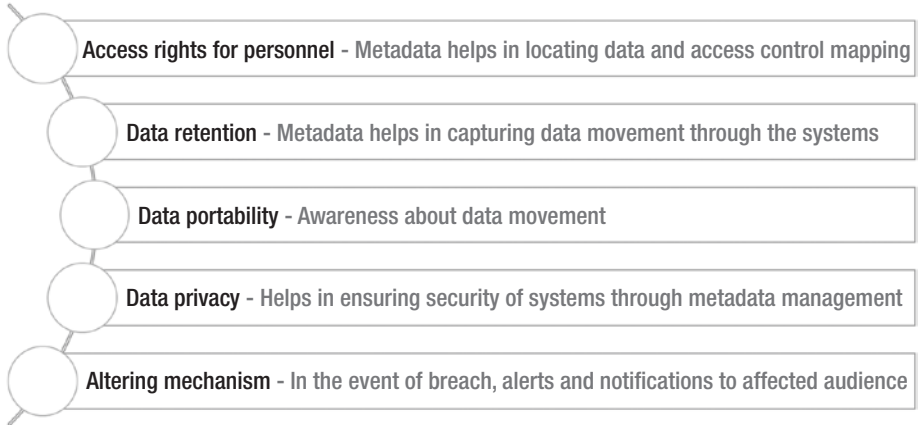 Access rights for personnel - Metadata helps in locating data and access control mapping
Data retention - Metadata helps in capturing data movement through the systems
Data portability - Awareness about data movement
Data privacy - Helps in ensuring security of systems through metadata management
Altering mechanism - In the event of breach, alerts and notifications to affected audience